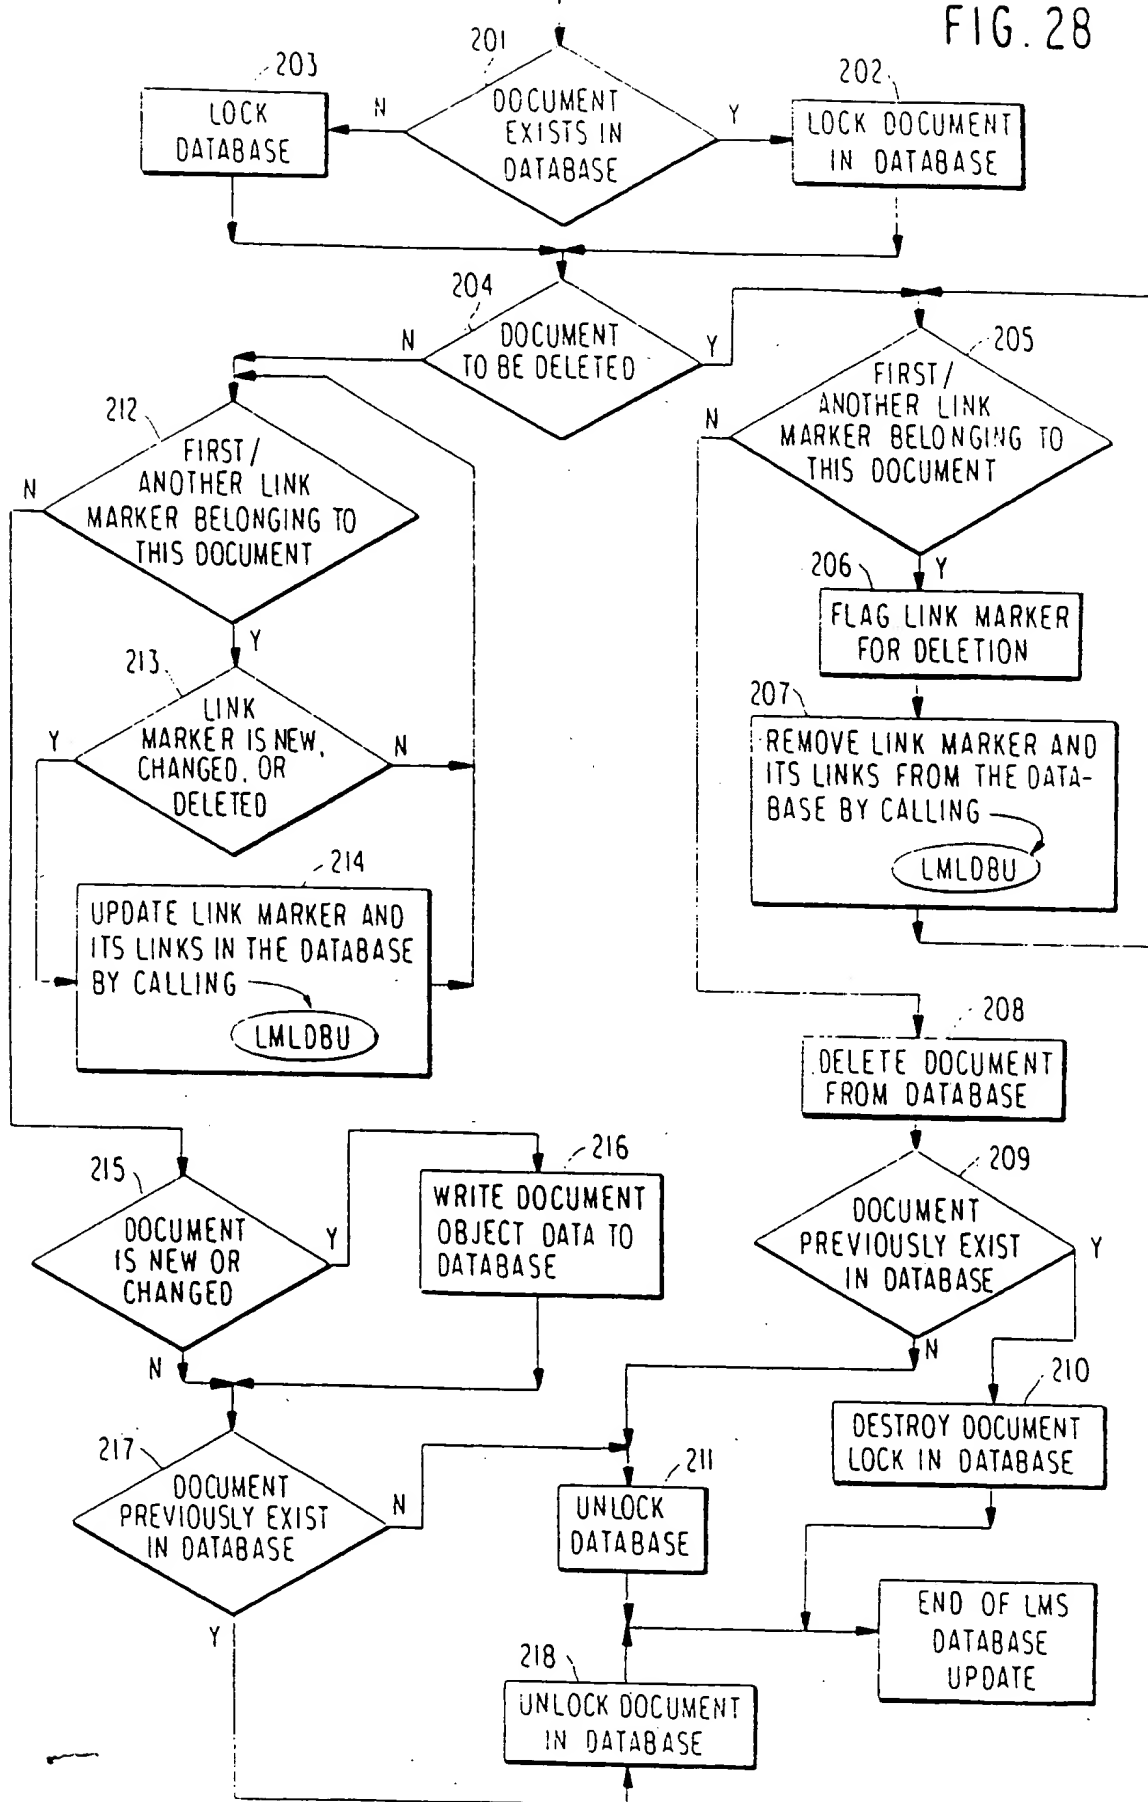 FIG. 28
201
203
202
N
Y
LOCK
DATABASE
DOCUMENT
EXISTS IN
DATABASE
LOCK DOCUMENT
IN DATABASE
204
N
Y
DOCUMENT
TO BE DELETED
205
FIRST/
ANOTHER LINK
MARKER BELONGING TO
THIS DOCUMENT
N
Y
212
FIRST/
ANOTHER LINK
MARKER BELONGING TO
THIS DOCUMENT
N
Y
206
FLAG LINK MARKER
FOR DELETION
213
LINK
MARKER IS NEW,
CHANGED, OR
DELETED
Y
N
207
REMOVE LINK MARKER AND
ITS LINKS FROM THE DATA-
BASE BY CALLING
LMLDBU
214
UPDATE LINK MARKER AND
ITS LINKS IN THE DATABASE
BY CALLING
LMLDBU
208
DELETE DOCUMENT
FROM DATABASE
215
DOCUMENT
IS NEW OR
CHANGED
Y
N
216
WRITE DOCUMENT
OBJECT DATA TO
DATABASE
209
DOCUMENT
PREVIOUSLY EXIST
IN DATABASE
Y
N
210
DESTROY DOCUMENT
LOCK IN DATABASE
217
DOCUMENT
PREVIOUSLY EXIST
IN DATABASE
N
Y
211
UNLOCK
DATABASE
END OF LMS
DATABASE
UPDATE
218
UNLOCK DOCUMENT
IN DATABASE